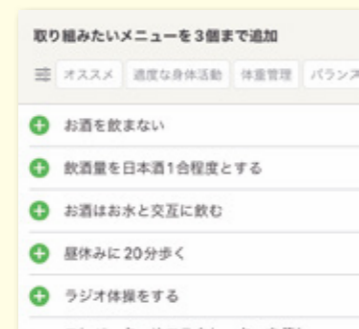 取り組みたいメニューを3個まで追加
オススメ 適度な身体活動 体重管理 バランス
お酒を飲まない
飲酒量を日本酒1合程度とする
お酒はお水と交互に飲む
昼休みに20分歩く
ラジオ体操をする